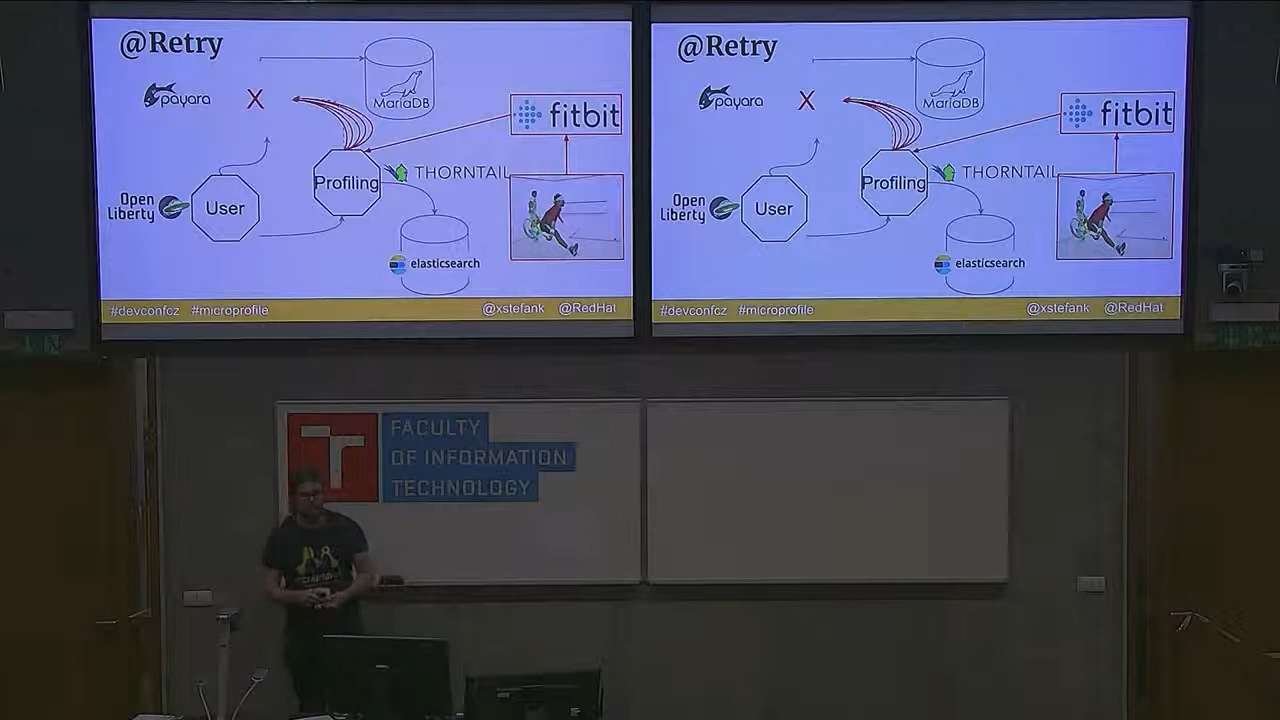 @Retry
MariaDB
payara
X
fitbit
THORNTAIL
Profiling
Open
Liberty
User
elasticsearch
#devconfcz #microprofile
@xstefank @RedHat
@Retry
MariaDB
payara
X
fitbit
THORNTAIL
Profiling
Open
Liberty
User
elasticsearch
#devconfcz #microprofile
@xstefank @RedHat
FACULTY
OF INFORMATION
TECHNOLOGY